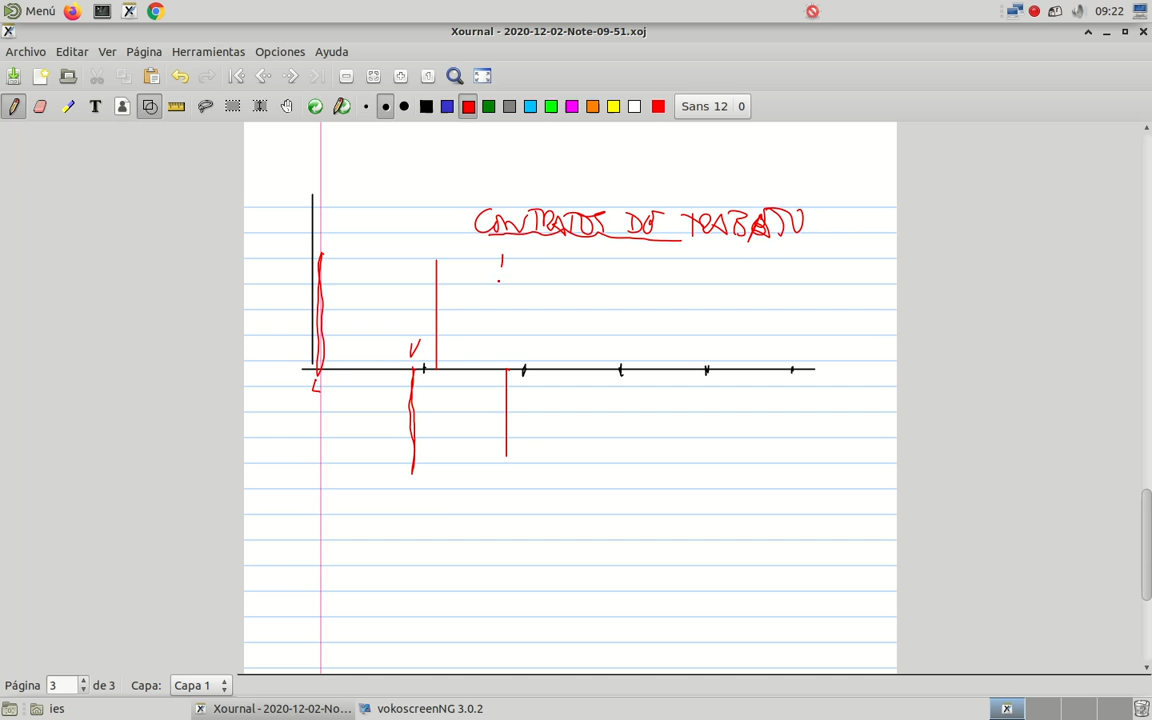 Menú 09:22
Xournal - 2020-12-02-Note-09-51.xoj
Archivo Editar Ver Página Herramientas Opciones Ayuda
Sans 12 0
CONTRATOS DE TRABAJO
!
V
L
Página 3 de 3 Capa: Capa 1
ies Xournal - 2020-12-02-No... vokoscreenNG 3.0.2